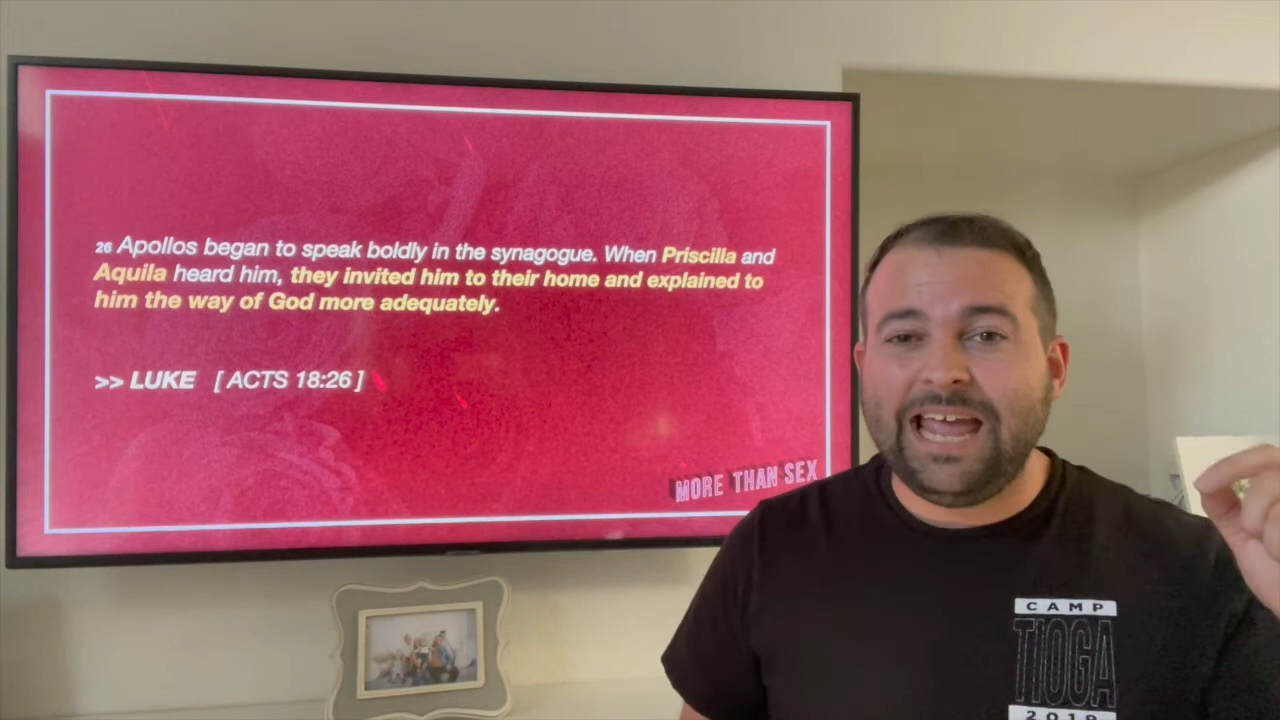 26 Apollos began to speak boldly in the synagogue. When Priscilla and
Aquila heard him, they invited him to their home and explained to
him the way of God more adequately.
>> LUKE [ ACTS 18:26 ]
MORE THAN SEX
CAMP
TIOGA
2019